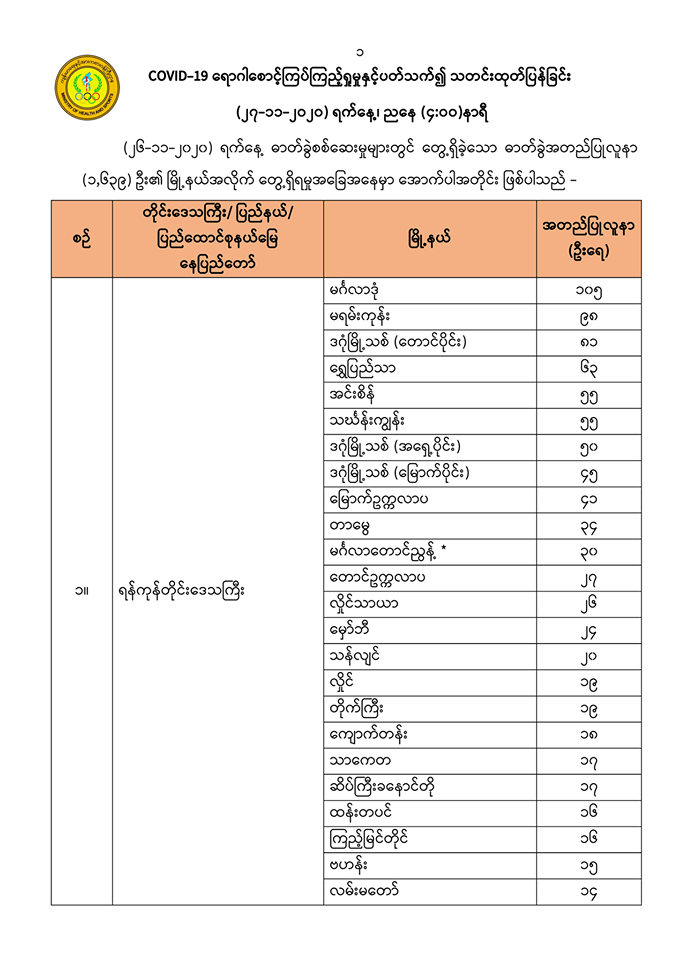 ၁
COVID-19 ရောဂါစောင့်ကြပ်ကြည့်ရှုမှုနှင့်ပတ်သက်၍ သတင်းထုတ်ပြန်ခြင်း
(၂၇-၁၁-၂၀၂၀) ရက်နေ့၊ ညနေ (၄:၀၀)နာရီ
(၂၆-၁၁-၂၀၂၀) ရက်နေ့ ဓာတ်ခွဲစစ်ဆေးမှုများတွင် တွေ့ရှိခဲ့သော ဓာတ်ခွဲအတည်ပြုလူနာ
(၁,၆၃၉) ဦး၏ မြို့နယ်အလိုက် တွေ့ရှိရမှုအခြေအနေမှာ အောက်ပါအတိုင်း ဖြစ်ပါသည် -
စဉ် တိုင်းဒေသကြီး/ ပြည်နယ်/ ပြည်ထောင်စုနယ်မြေ နေပြည်တော် မြို့နယ် အတည်ပြုလူနာ (ဦးရေ)
မင်္ဂလာဒုံ ၁၀၅
မရမ်းကုန်း ၉၈
ဒဂုံမြို့သစ် (တောင်ပိုင်း) ၈၁
ရွှေပြည်သာ ၆၃
အင်းစိန် ၅၅
သင်္ဃန်းကျွန်း ၅၅
ဒဂုံမြို့သစ် (အရှေ့ပိုင်း) ၅၀
ဒဂုံမြို့သစ် (မြောက်ပိုင်း) ၄၅
မြောက်ဥက္ကလာပ ၄၁
တာမွေ ၃၄
မင်္ဂလာတောင်ညွန့် * ၃၀
တောင်ဥက္ကလာပ ၂၇
၁။ ရန်ကုန်တိုင်းဒေသကြီး
လှိုင်သာယာ ၂၆
မှော်ဘီ ၂၄
သန်လျင် ၂၀
လှိုင် ၁၉
တိုက်ကြီး ၁၉
ကျောက်တန်း ၁၈
သာကေတ ၁၇
ဆိပ်ကြီးခနောင်တို ၁၇
ထန်းတပင် ၁၆
ကြည့်မြင်တိုင် ၁၆
ဗဟန်း ၁၅
လမ်းမတော် ၁၄
MINISTRY OF HEALTH AND SPORTS